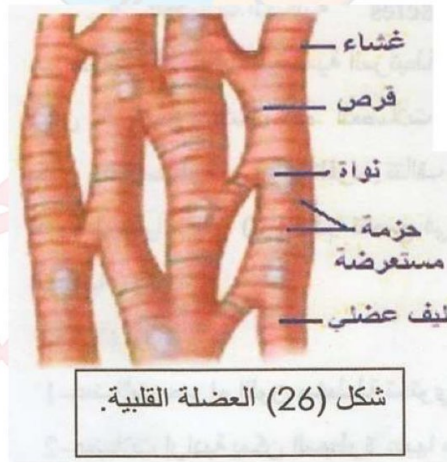 غشاء
قرص
نواة
حزمة
مستعرضة
ليف عضلي
شكل (26) العضلة القلبية.